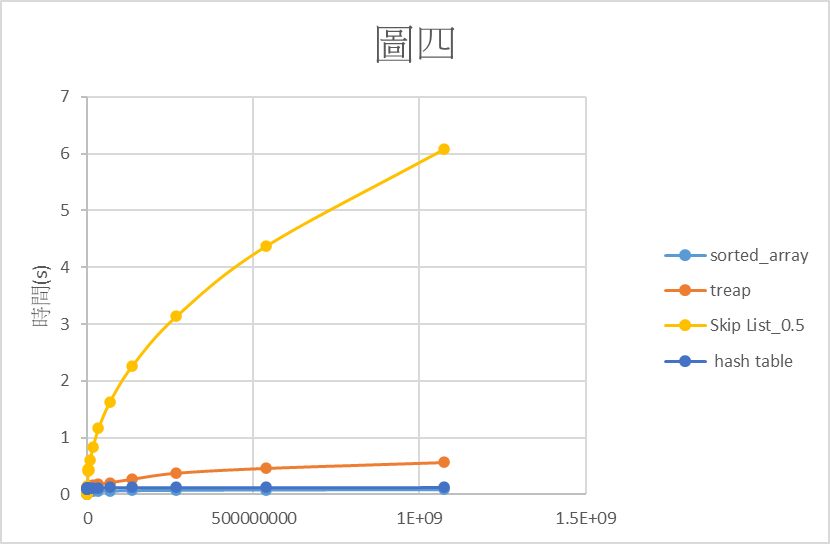 圖四
7
6
5
4
3
2
1
0
時間(s)
0 500000000 1E+09 1.5E+09
sorted_array
treap
Skip List_0.5
hash table